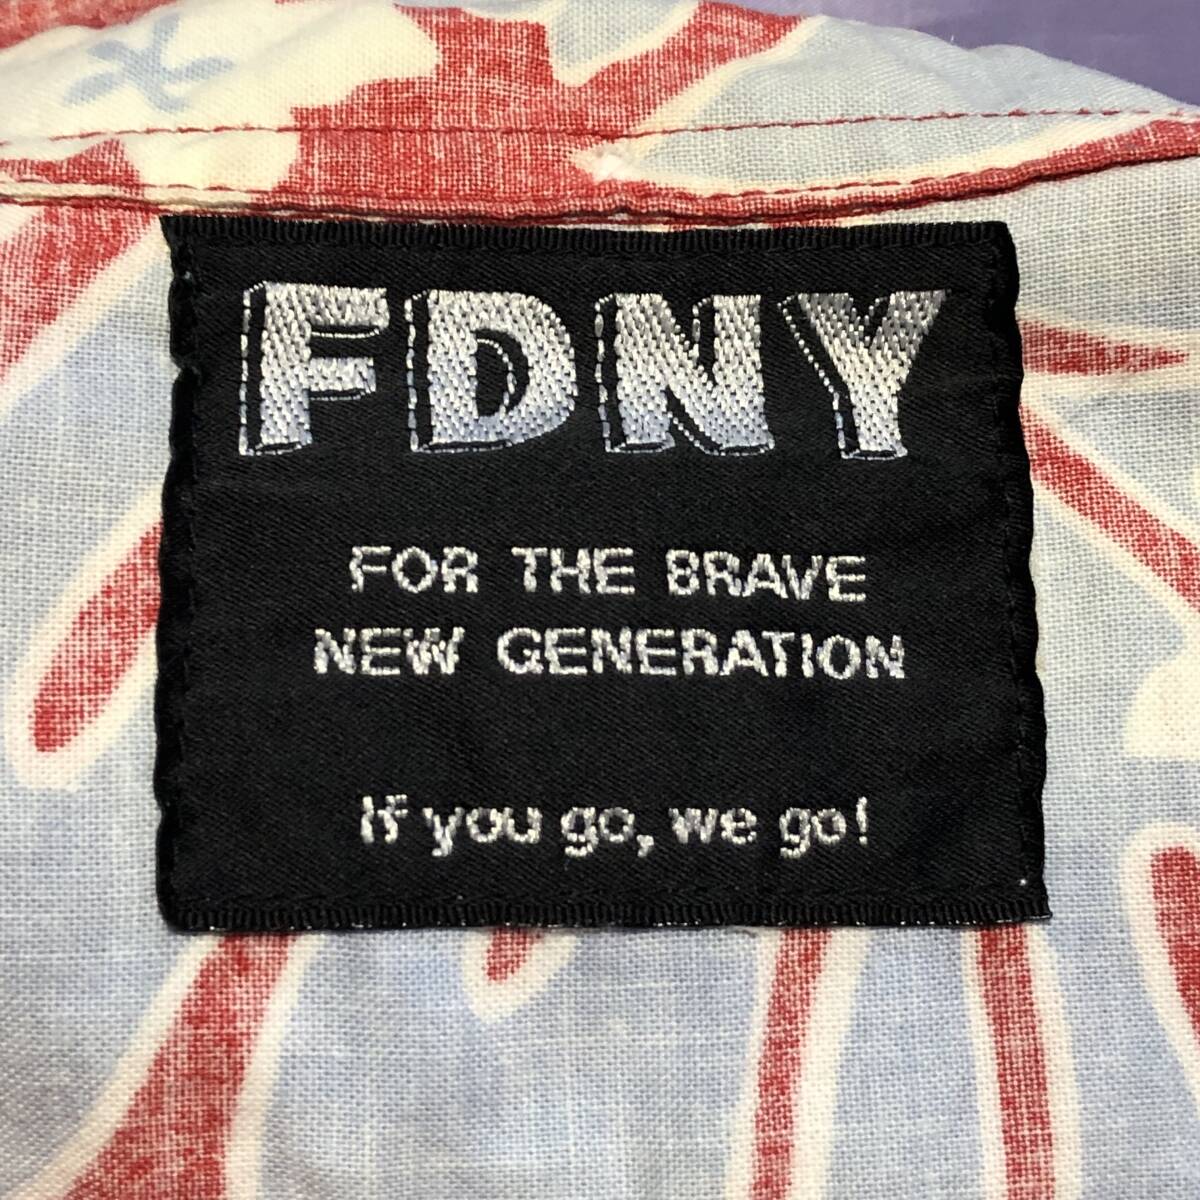 FDNY
FOR THE BRAVE
NEW GENERATION
If you go, we go!